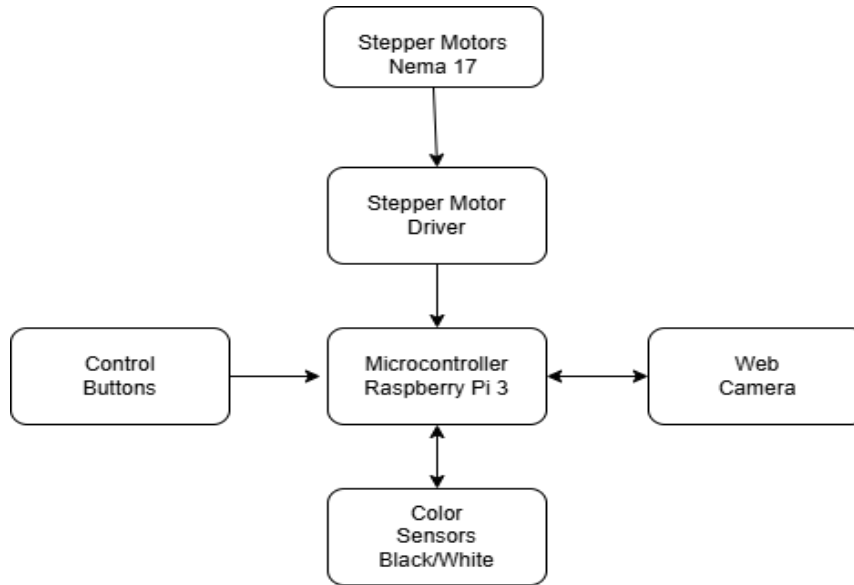 Stepper Motors
Nema 17
Stepper Motor
Driver
Control
Buttons
Microcontroller
Raspberry Pi 3
Web
Camera
Color
Sensors
Black/White